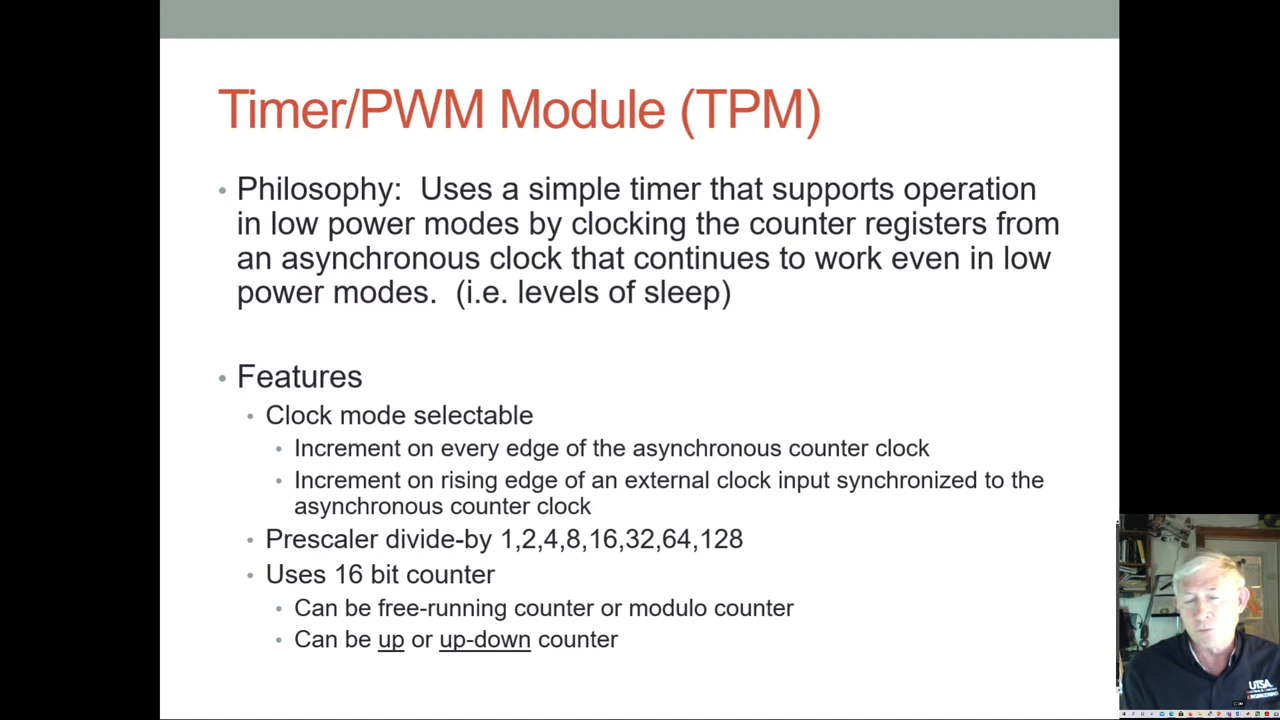 Timer/PWM Module (TPM)
• Philosophy: Uses a simple timer that supports operation
in low power modes by clocking the counter registers from
an asynchronous clock that continues to work even in low
power modes. (i.e. levels of sleep)
• Features
• Clock mode selectable
• Increment on every edge of the asynchronous counter clock
• Increment on rising edge of an external clock input synchronized to the
asynchronous counter clock
• Prescaler divide-by 1,2,4,8,16,32,64,128
• Uses 16 bit counter
• Can be free-running counter or modulo counter
• Can be up or up-down counter
UTSA